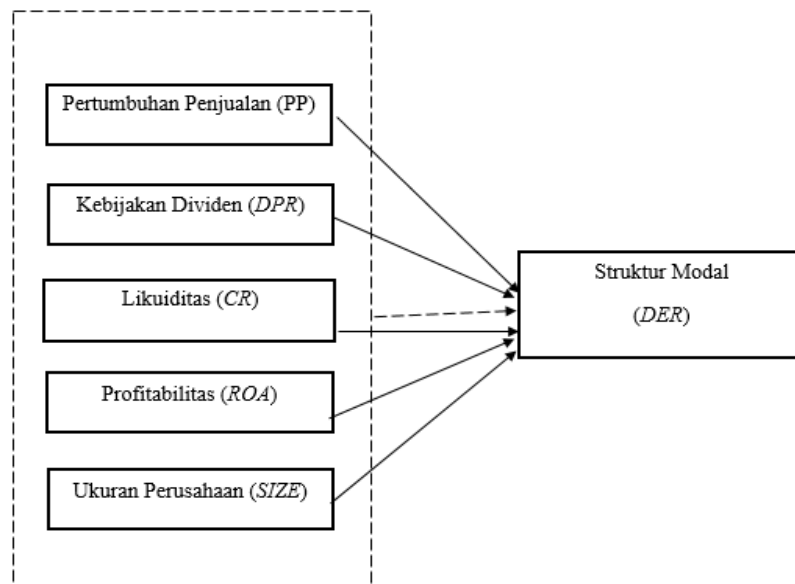 Pertumbuhan Penjualan (PP)
Kebijakan Dividen (DPR)
Likuiditas (CR)
Profitabilitas (ROA)
Ukuran Perusahaan (SIZE)
Struktur Modal
(DER)